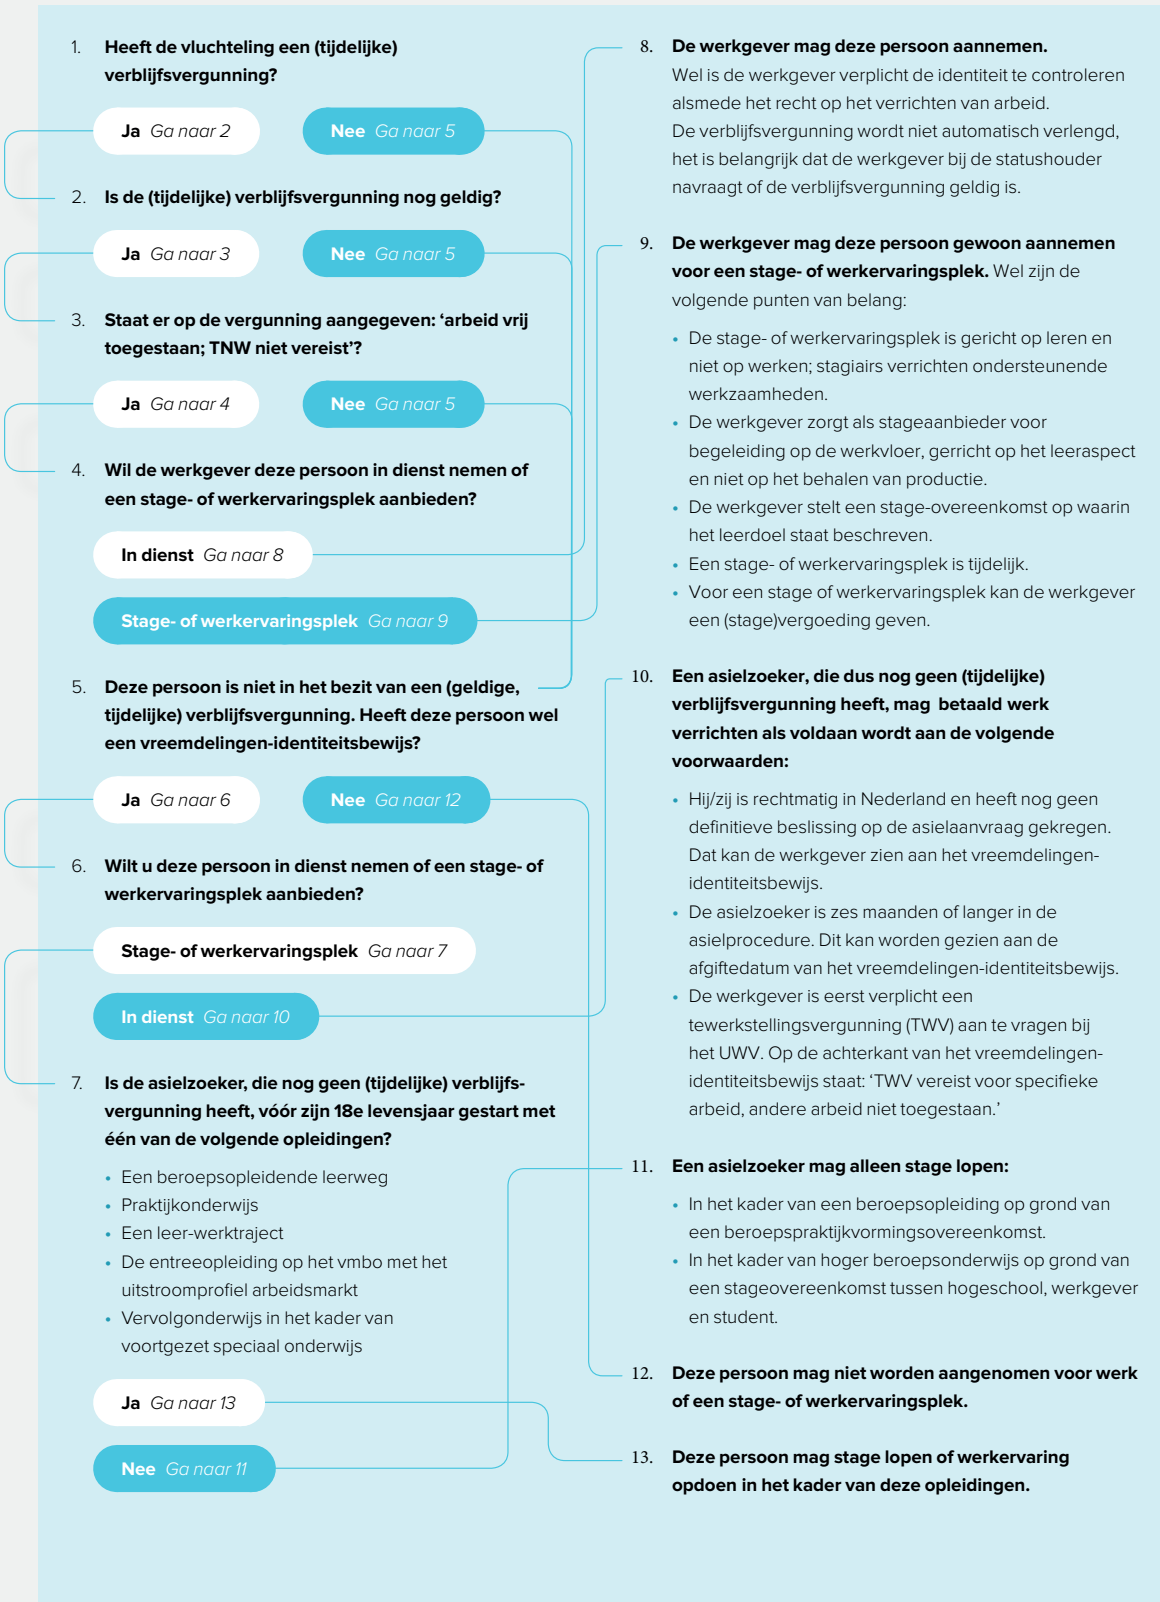 1. Heeft de vluchteling een (tijdelijke)
verblijfsvergunning?
Ja Ga naar 2
Nee Ga naar 5
2. Is de (tijdelijke) verblijfsvergunning nog geldig?
Ja Ga naar 3
Nee Ga naar 5
3. Staat er op de vergunning aangegeven: ‘arbeid vrij
toegestaan; TNW niet vereist’?
Ja Ga naar 4
Nee Ga naar 5
4. Wil de werkgever deze persoon in dienst nemen of
een stage- of werkervaringsplek aanbieden?
In dienst Ga naar 8
Stage- of werkervaringsplek Ga naar 9
5. Deze persoon is niet in het bezit van een (geldige,
tijdelijke) verblijfsvergunning. Heeft deze persoon wel
een vreemdelingen-identiteitsbewijs?
Ja Ga naar 6
Nee Ga naar 12
6. Wilt u deze persoon in dienst nemen of een stage- of
werkervaringsplek aanbieden?
Stage- of werkervaringsplek Ga naar 7
In dienst Ga naar 10
7. Is de asielzoeker, die nog geen (tijdelijke) verblijfs-
vergunning heeft, vóór zijn 18e levensjaar gestart met
één van de volgende opleidingen?
• Een beroepsopleidende leerweg
• Praktijkonderwijs
• Een leer-werktraject
• De entreeopleiding op het vmbo met het
uitstroomprofiel arbeidsmarkt
• Vervolgonderwijs in het kader van
voortgezet speciaal onderwijs
Ja Ga naar 13
Nee Ga naar 11
8. De werkgever mag deze persoon aannemen.
Wel is de werkgever verplicht de identiteit te controleren
alsmede het recht op het verrichten van arbeid.
De verblijfsvergunning wordt niet automatisch verlengd,
het is belangrijk dat de werkgever bij de statushouder
navraagt of de verblijfsvergunning geldig is.
9. De werkgever mag deze persoon gewoon aannemen
voor een stage- of werkervaringsplek. Wel zijn de
volgende punten van belang:
• De stage- of werkervaringsplek is gericht op leren en
niet op werken; stagiairs verrichten ondersteunende
werkzaamheden.
• De werkgever zorgt als stageaanbieder voor
begeleiding op de werkvloer, gerricht op het leeraspect
en niet op het behalen van productie.
• De werkgever stelt een stage-overeenkomst op waarin
het leerdoel staat beschreven.
• Een stage- of werkervaringsplek is tijdelijk.
• Voor een stage of werkervaringsplek kan de werkgever
een (stage)vergoeding geven.
10. Een asielzoeker, die dus nog geen (tijdelijke)
verblijfsvergunning heeft, mag betaald werk
verrichten als voldaan wordt aan de volgende
voorwaarden:
• Hij/zij is rechtmatig in Nederland en heeft nog geen
definitieve beslissing op de asielaanvraag gekregen.
Dat kan de werkgever zien aan het vreemdelingen-
identiteitsbewijs.
• De asielzoeker is zes maanden of langer in de
asielprocedure. Dit kan worden gezien aan de
afgiftedatum van het vreemdelingen-identiteitsbewijs.
• De werkgever is eerst verplicht een
tewerkstellingsvergunning (TWV) aan te vragen bij
het UWV. Op de achterkant van het vreemdelingen-
identiteitsbewijs staat: ‘TWV vereist voor specifieke
arbeid, andere arbeid niet toegestaan.’
11. Een asielzoeker mag alleen stage lopen:
• In het kader van een beroepsopleiding op grond van
een beroepspraktijkvormingsovereenkomst.
• In het kader van hoger beroepsonderwijs op grond van
een stageovereenkomst tussen hogeschool, werkgever
en student.
12. Deze persoon mag niet worden aangenomen voor werk
of een stage- of werkervaringsplek.
13. Deze persoon mag stage lopen of werkervaring
opdoen in het kader van deze opleidingen.